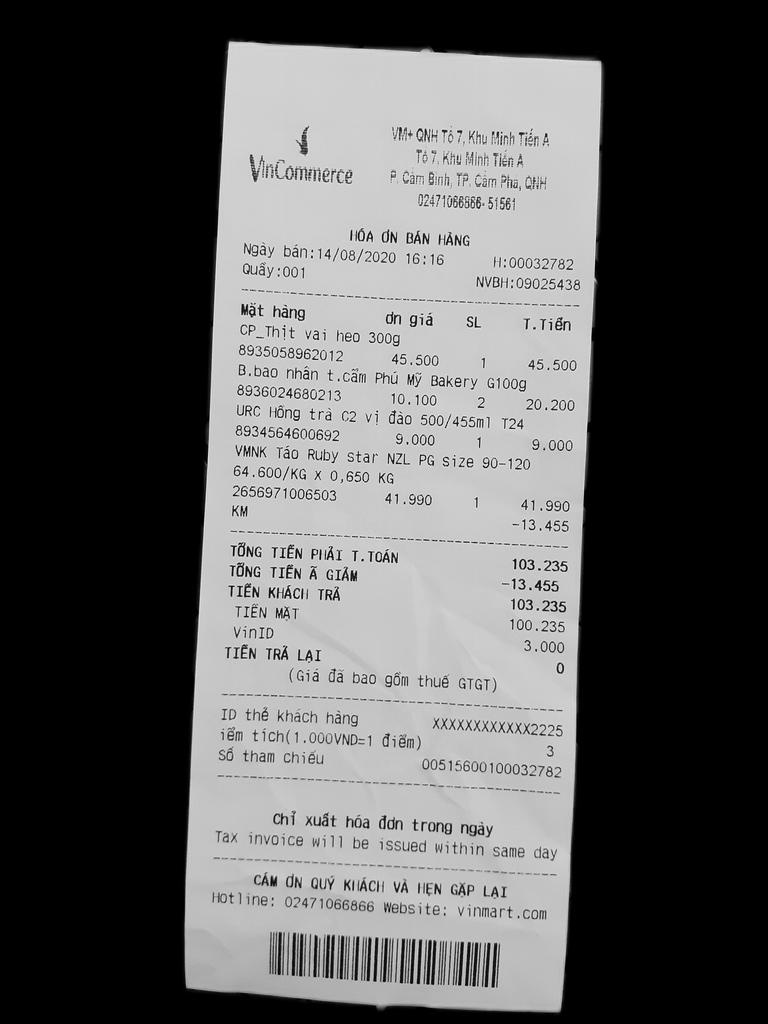 VinCommerce
VM+ QNH Tổ 7, Khu Minh Tiến A
Tổ 7, Khu Minh Tiến A
P. Cẩm Bình, TP. Cẩm Phả, QNH
02471066866-51561
HÓA ƠN BÁN HÀNG
Ngày bán:14/08/2020 16:16 H:00032782
Quầy:001 NVBH:09025438
Mặt hàng ơn giá SL T.Tiền
CP_Thịt vai heo 300g
8935058962012 45.500 1 45.500
B.bao nhân t.cẩm Phú Mỹ Bakery G100g
8936024680213 10.100 2 20.200
URC Hồng trà C2 vị đào 500/455ml T24
8934564600692 9.000 1 9.000
VMNK Táo Ruby star NZL PG size 90-120
64.600/KG X 0,650 KG
2656971006503 41.990 1 41.990
KM -13.455
TỔNG TIỀN PHẢI T.TOÁN 103.235
TỔNG TIỀN Ã GIẢM -13.455
TIỀN KHÁCH TRẢ 103.235
TIỀN MẶT 100.235
VinID 3.000
TIỀN TRẢ LẠI 0
(Giá đã bao gồm thuế GTGT)
ID thẻ khách hàng XXXXXXXXXXXX2225
iểm tích(1.000VND=1 điểm) 3
Số tham chiếu 00515600100032782
Chỉ xuất hóa đơn trong ngày
Tax invoice will be issued within same day
CÁM ƠN QUÝ KHÁCH VÀ HẸN GẶP LẠI
Hotline: 02471066866 Website: vinmart.com